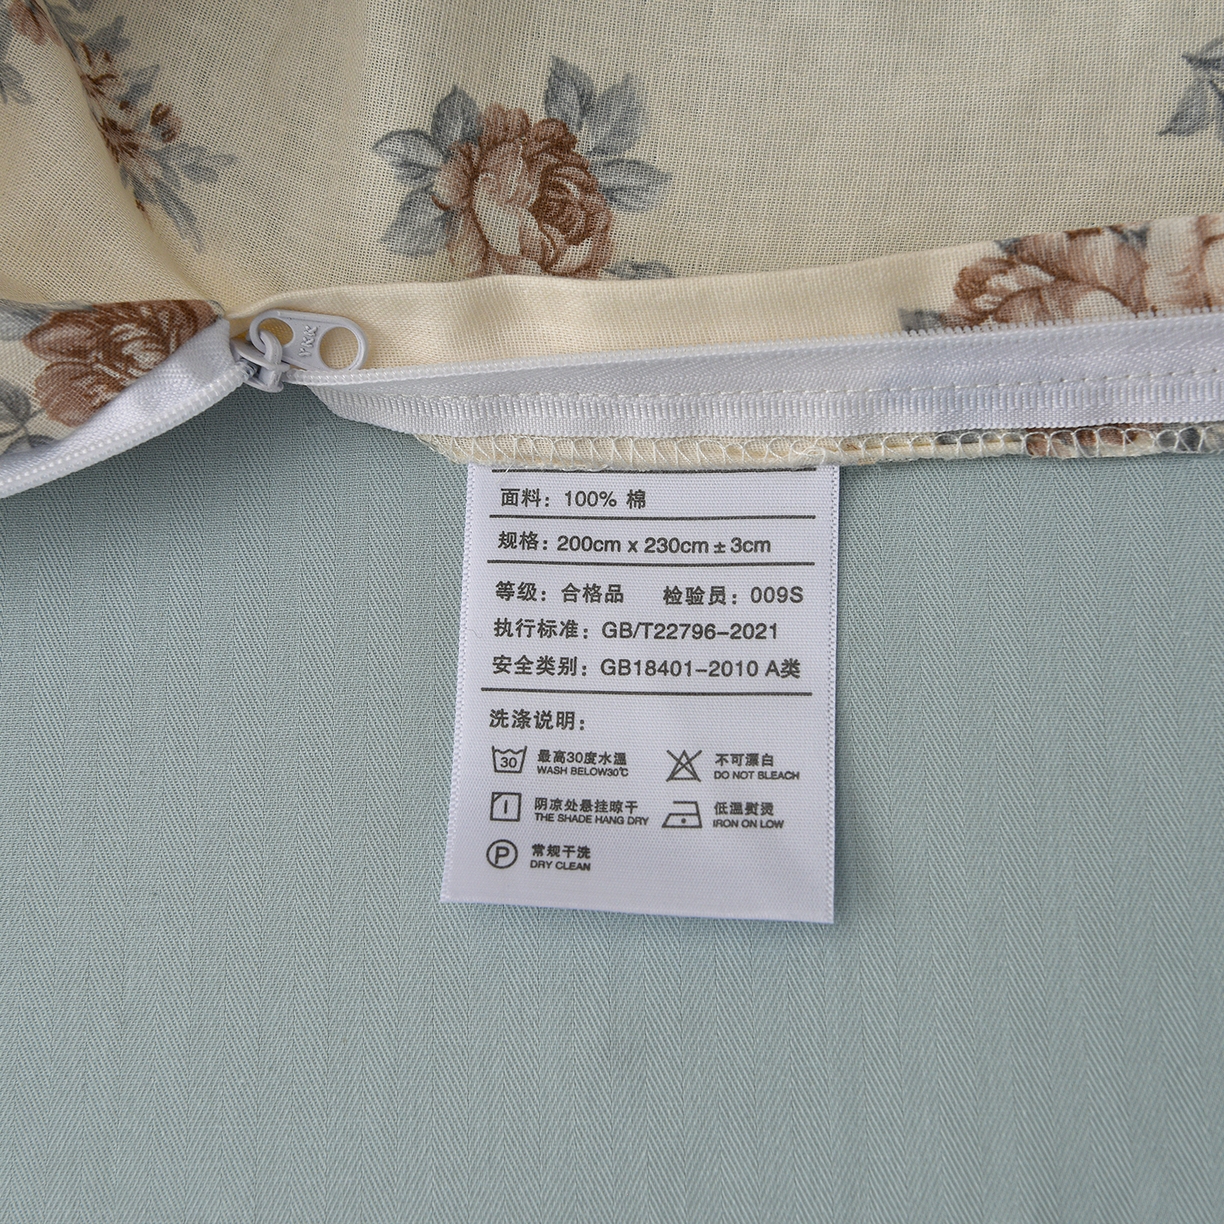 YKK
面料：100% 棉
规格：200cm x 230cm ± 3cm
等级：合格品 检验员：009S
执行标准：GB/T22796-2021
安全类别：GB18401-2010 A类
洗涤说明：
30 最高30度水温
WASH BELOW30℃
不可漂白
DO NOT BLEACH
阴凉处悬挂晾干
THE SHADE HANG DRY
低温熨烫
IRON ON LOW
P 常规干洗
DRY CLEAN